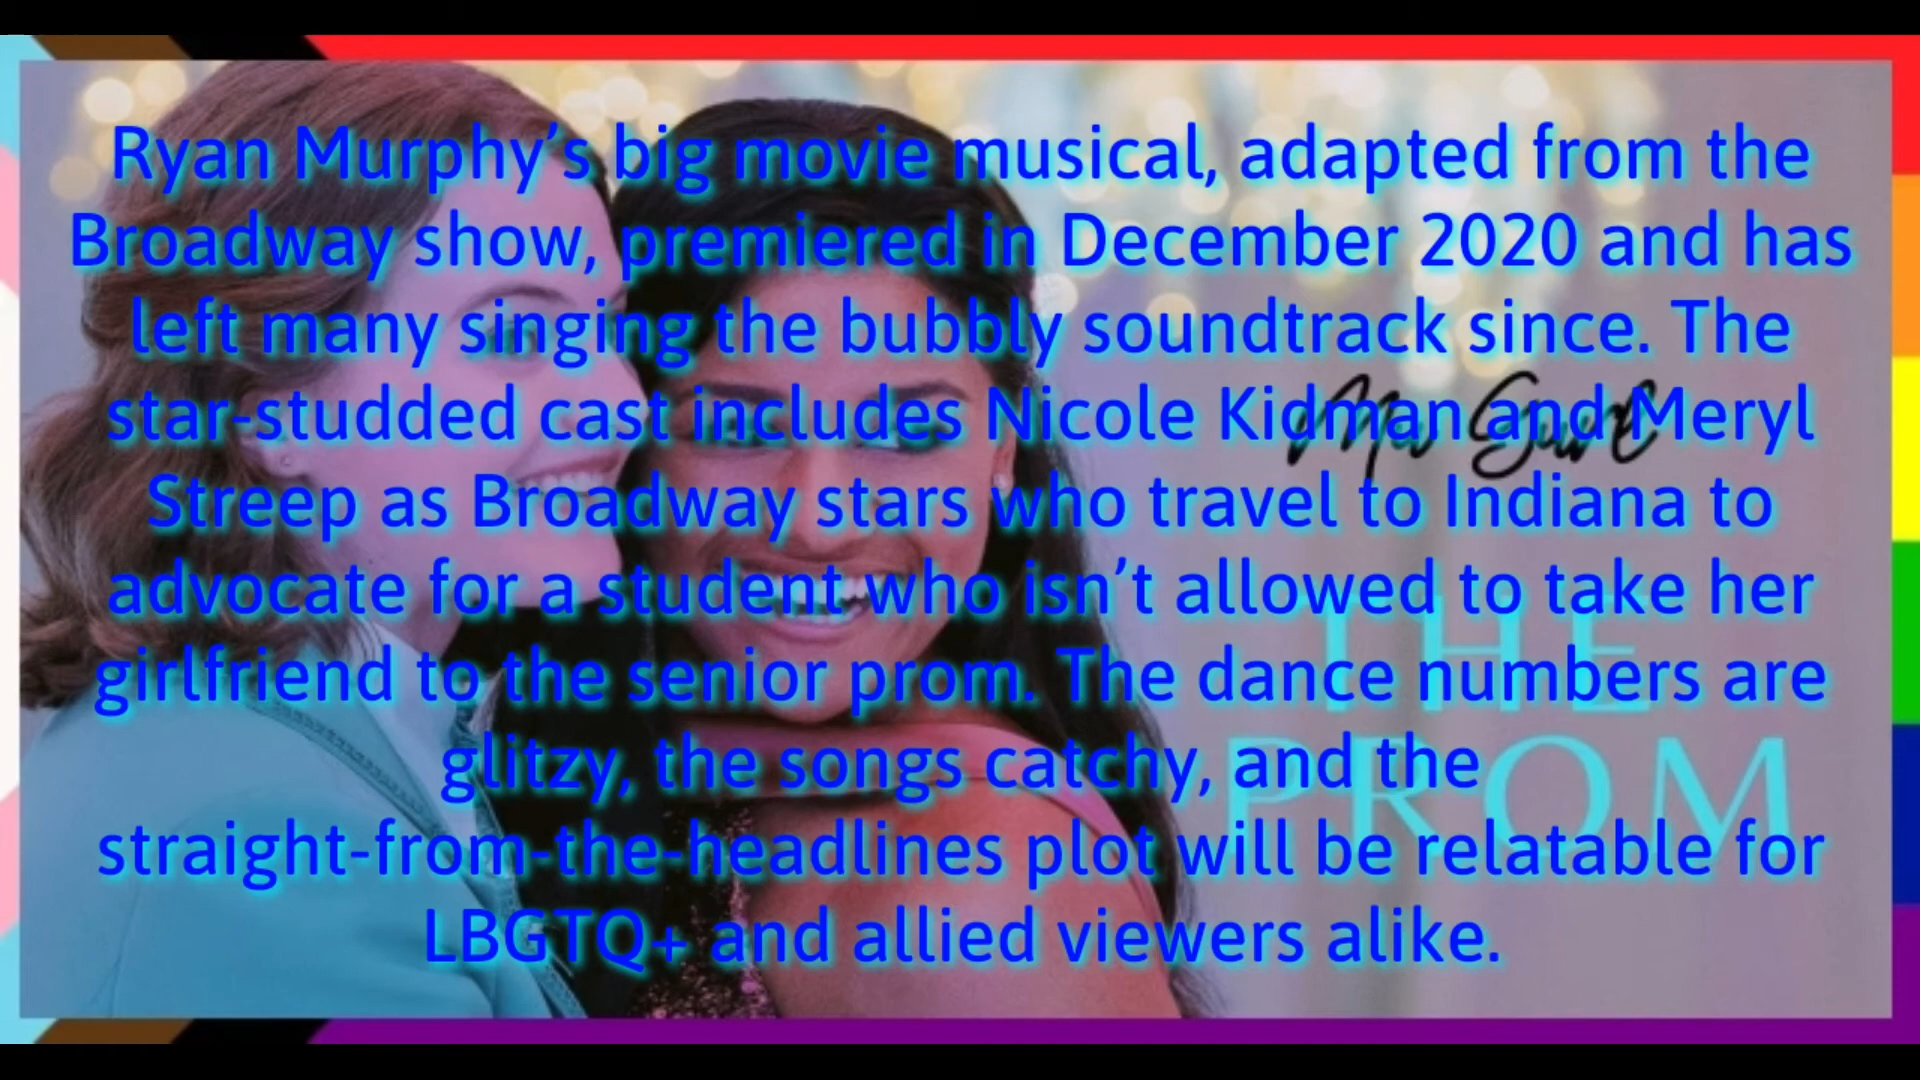 Ryan Murphy’s big movie musical, adapted from the
Broadway show, premiered in December 2020 and has
left many singing the bubbly soundtrack since. The
star-studded cast includes Nicole Kidman and Meryl
Streep as Broadway stars who travel to Indiana to
advocate for a student who isn’t allowed to take her
girlfriend to the senior prom. The dance numbers are
glitzy, the songs catchy, and the
straight-from-the-headlines plot will be relatable for
LBGTQ+ and allied viewers alike.
THE
PROM